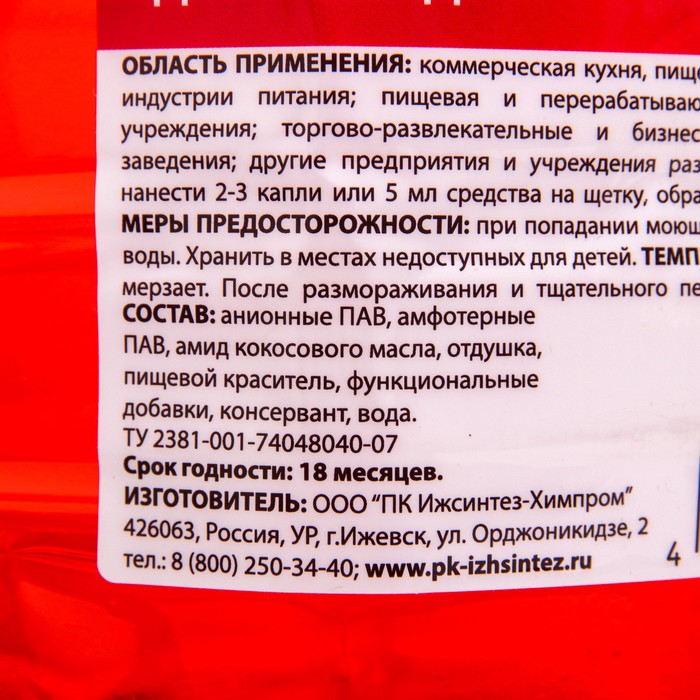 ОБЛАСТЬ ПРИМЕНЕНИЯ: коммерческая кухня,
индустрии питания; пищевая и
учреждения; торгово-развлекательные и
заведения; другие предприятия и учреждения
нанести 2-3 капли или 5 мл средства на щетку,
МЕРЫ ПРЕДОСТОРОЖНОСТИ: при попадании
воды. Хранить в местах недоступных для детей.
мерзает. После размораживания и тщательного
СОСТАВ: анионные ПАВ, амфотерные
ПАВ, амид кокосового масла, отдушка,
пищевой краситель, функциональные
добавки, консервант, вода.
ТУ 2381-001-74048040-07
Срок годности: 18 месяцев.
ИЗГОТОВИТЕЛЬ: ООО "ПК Ижсинтез-Химпром"
426063, Россия, УР, г.Ижевск, ул. Орджоникидзе, 2
тел.: 8 (800) 250-34-40; www.pk-izhsintez.ru
4